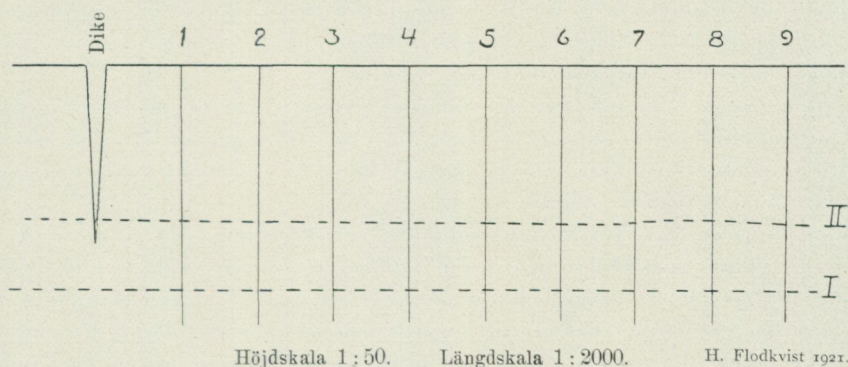 Dike 1 2 3 4 5 6 7 8 9
II
I
Höjdskala 1:50. Längdskala 1:2000. H. Flodkvist 1921.